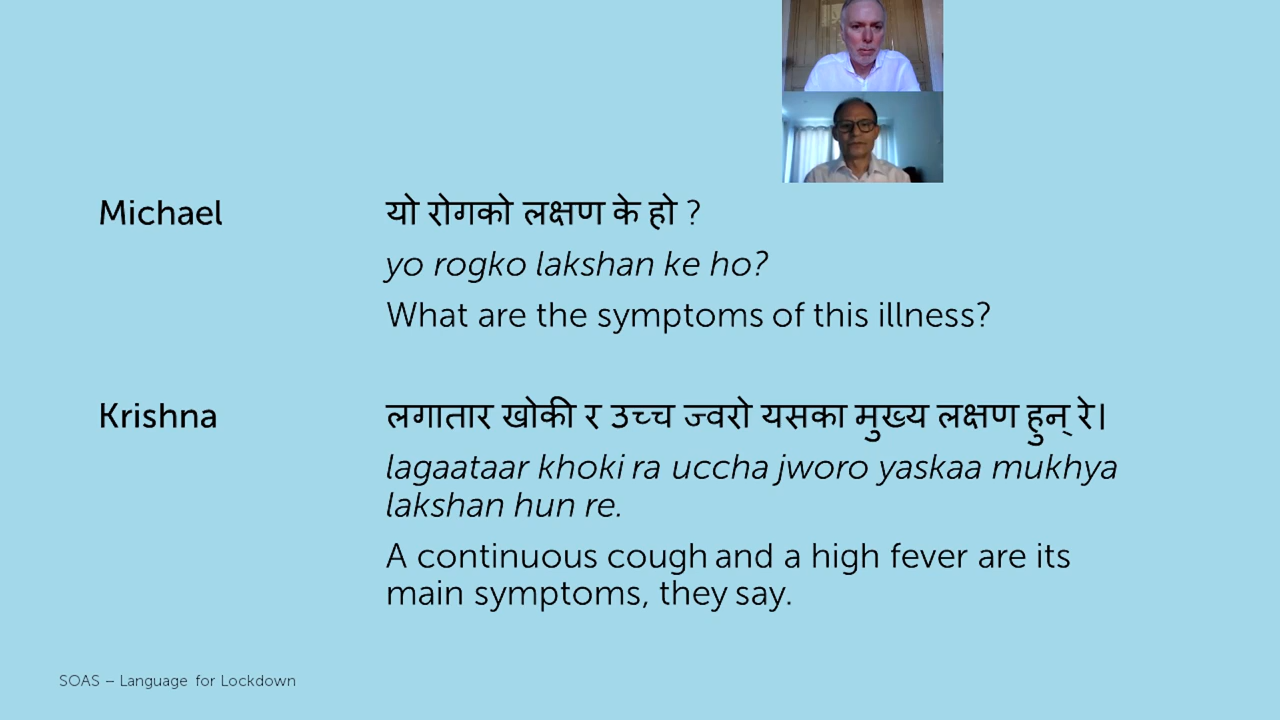 Michael
यो रोगको लक्षण के हो ?
yo rogko lakshan ke ho?
What are the symptoms of this illness?
Krishna
लगातार खोकी र उच्च ज्वरो यसका मुख्य लक्षण हुन् रे।
lagaataar khoki ra uccha jworo yaskaa mukhya
lakshan hun re.
A continuous cough and a high fever are its
main symptoms, they say.
SOAS – Language for Lockdown